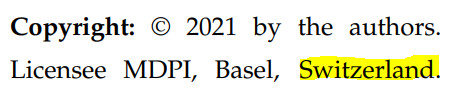 Copyright: © 2021 by the authors.
Licensee MDPI, Basel, Switzerland.